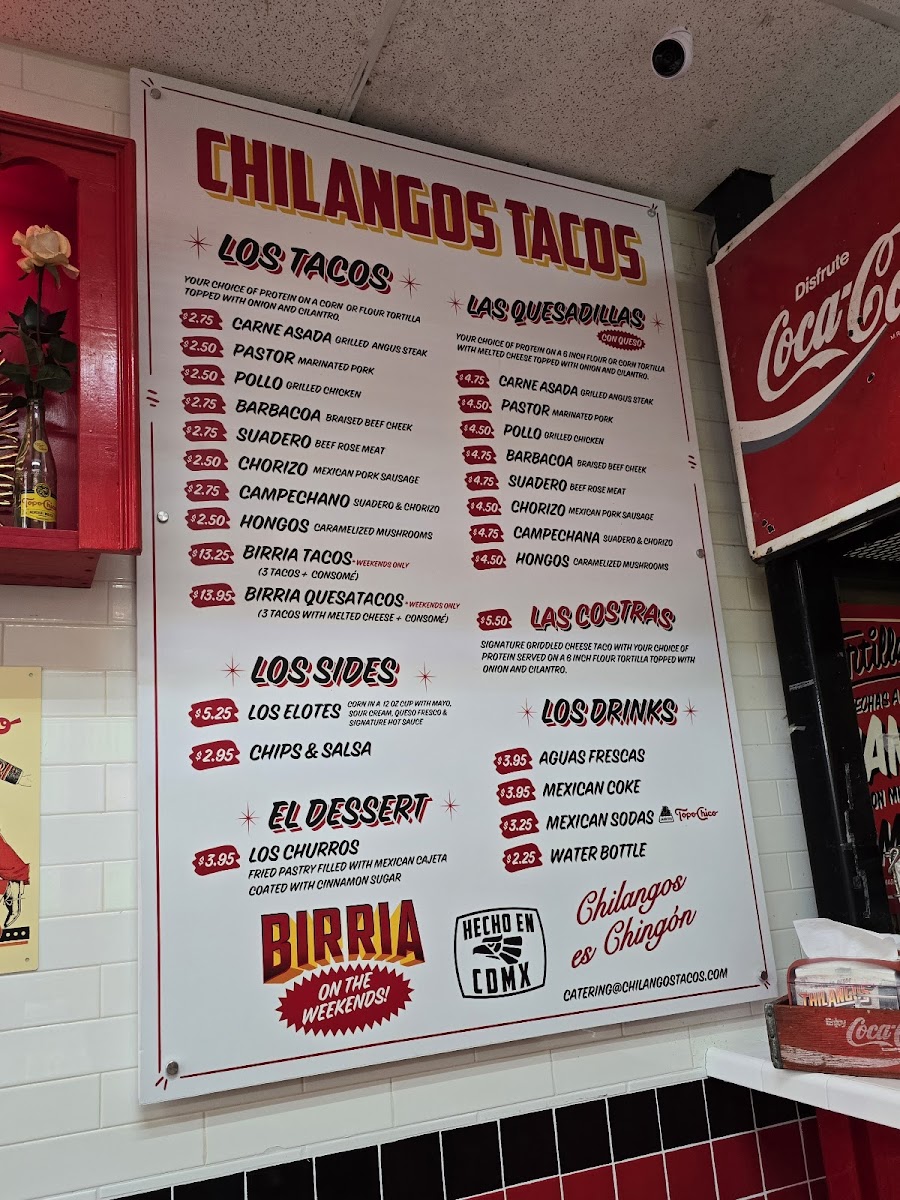 CHILANGOS TACOS
LOS TACOS
YOUR CHOICE OF PROTEIN ON A CORN OR FLOUR TORTILLA
TOPPED WITH ONION AND CILANTRO.
$2.75 CARNE ASADA GRILLED ANGUS STEAK
$2.50 PASTOR MARINATED PORK
$2.50 POLLO GRILLED CHICKEN
$2.75 BARBACOA BRAISED BEEF CHEEK
$2.75 SUADERO BEEF ROSE MEAT
$2.50 CHORIZO MEXICAN PORK SAUSAGE
$2.75 CAMPECHANO SUADERO & CHORIZO
$2.50 HONGOS CARAMELIZED MUSHROOMS
$13.25 BIRRIA TACOS * WEEKENDS ONLY
(3 TACOS + CONSOMÉ)
$13.95 BIRRIA QUESATACOS * WEEKENDS ONLY
(3 TACOS WITH MELTED CHEESE + CONSOMÉ)
LOS SIDES
$5.25 LOS ELOTES CORN IN A 12 OZ CUP WITH MAYO,
SOUR CREAM, QUESO FRESCO &
SIGNATURE HOT SAUCE
$2.95 CHIPS & SALSA
EL DESSERT
$3.95 LOS CHURROS
FRIED PASTRY FILLED WITH MEXICAN CAJETA
COATED WITH CINNAMON SUGAR
BIRRIA
ON THE
WEEKENDS!
LAS QUESADILLAS
CON QUESO
YOUR CHOICE OF PROTEIN ON A 6 INCH FLOUR OR CORN TORTILLA
WITH MELTED CHEESE TOPPED WITH ONION AND CILANTRO.
$4.75 CARNE ASADA GRILLED ANGUS STEAK
$4.50 PASTOR MARINATED PORK
$4.50 POLLO GRILLED CHICKEN
$4.75 BARBACOA BRAISED BEEF CHEEK
$4.75 SUADERO BEEF ROSE MEAT
$4.50 CHORIZO MEXICAN PORK SAUSAGE
$4.75 CAMPECHANA SUADERO & CHORIZO
$4.50 HONGOS CARAMELIZED MUSHROOMS
$5.50 LAS COSTRAS
SIGNATURE GRIDDLED CHEESE TACO WITH YOUR CHOICE OF
PROTEIN SERVED ON A 6 INCH FLOUR TORTILLA TOPPED WITH
ONION AND CILANTRO.
LOS DRINKS
$3.95 AGUAS FRESCAS
$3.95 MEXICAN COKE
$3.25 MEXICAN SODAS Topo Chico
$2.25 WATER BOTTLE
HECHO EN
CDMX
Chilangos
es Chingón
CATERING@CHILANGOSTACOS.COM
Disfrute
Coca-Co
Topo Chico
Enjoy
Coca-C